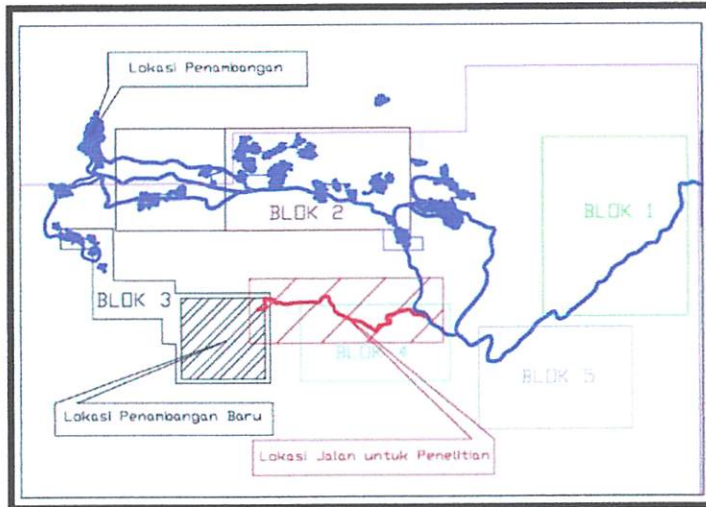 Lokasi Penambangan
BLOK 1
BLOK 2
BLOK 3
BLOK 4
BLOK 5
Lokasi Penambangan Baru
Lokasi Jalan untuk Penelitian